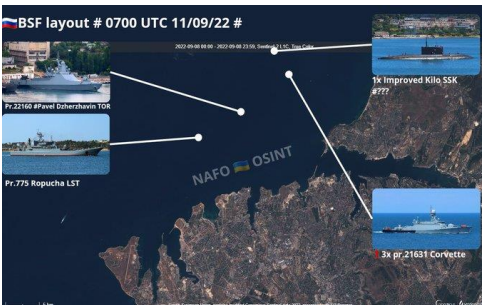 BSF layout # 0700 UTC 11/09/22 #
2022-09-08 00:00 - 2022-09-08 23:59, Sentinel-2 L1C, True Color
Pr.22160 #Pavel Dzherzhavin TOR
1x Improved Kilo SSK
#???
NAFO OSINT
Pr.775 Ropucha LST
3x pr.21631 Corvette